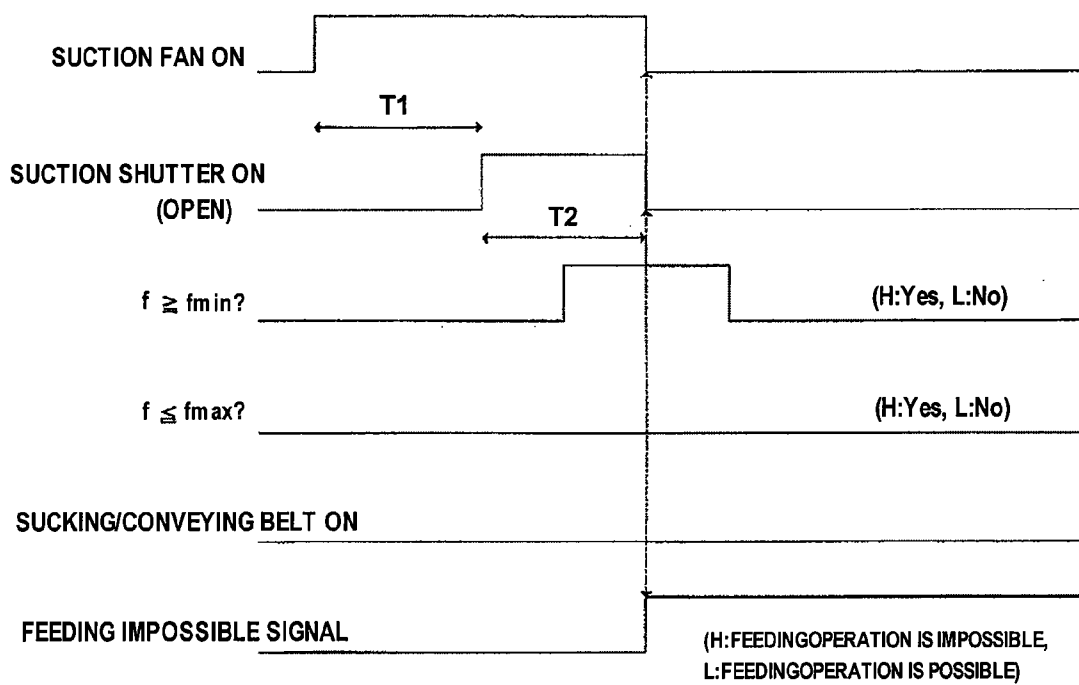 SUCTION FAN ON
T1
SUCTION SHUTTER ON
(OPEN)
T2
f ≧ fmin?
(H:Yes, L:No)
f ≦ fmax?
(H:Yes, L:No)
SUCKING/CONVEYING BELT ON
FEEDING IMPOSSIBLE SIGNAL
(H:FEEDINGOPERATION IS IMPOSSIBLE,
L:FEEDINGOPERATION IS POSSIBLE)